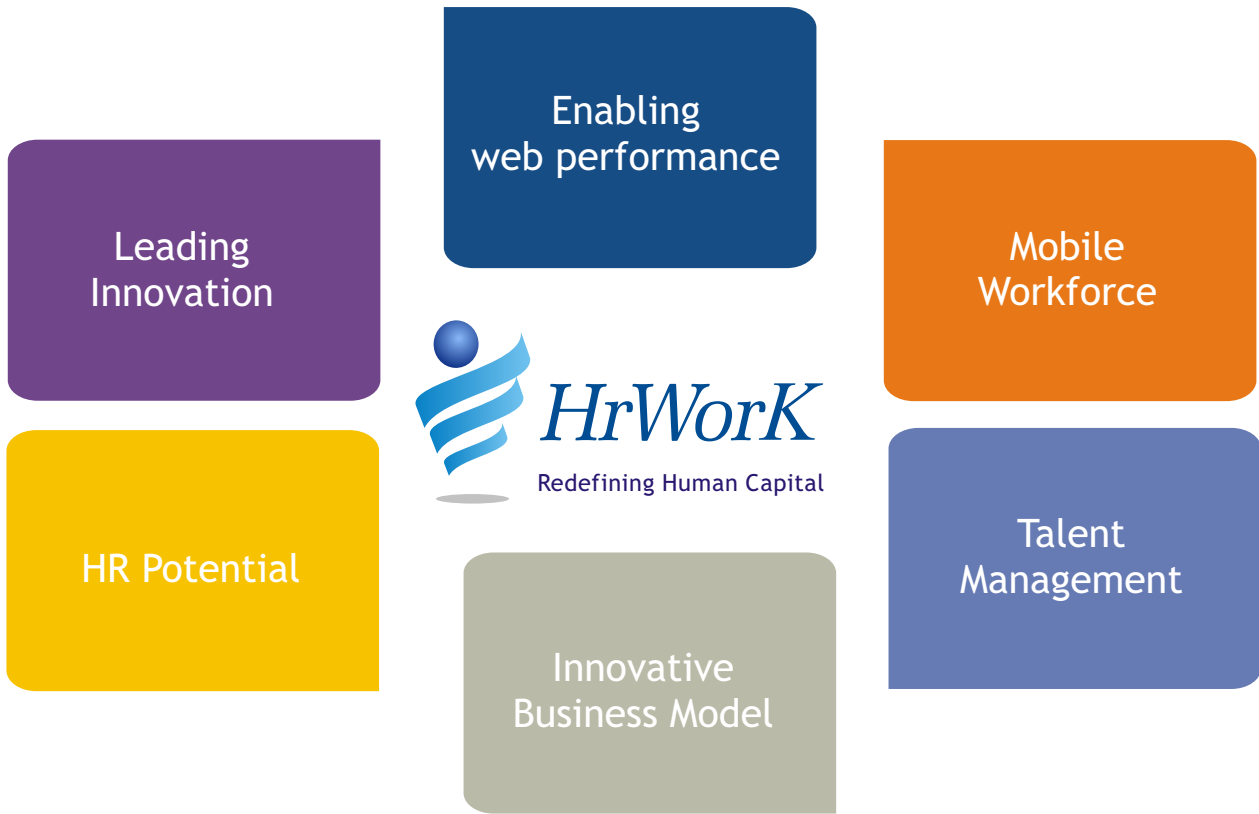 Enabling
web performance
Leading
Innovation
Mobile
Workforce
HrWorK
Redefining Human Capital
HR Potential
Talent
Management
Innovative
Business Model